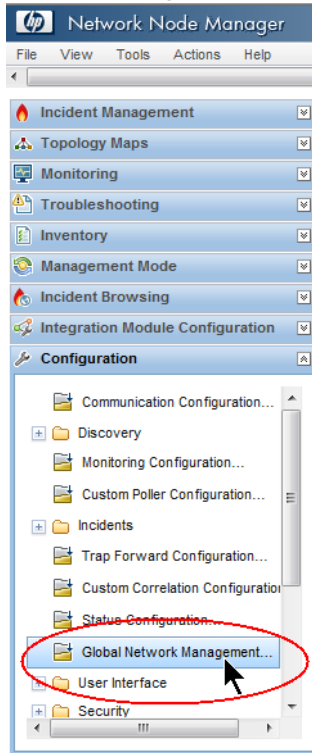 hp Network Node Manager
File View Tools Actions Help
Incident Management
Topology Maps
Monitoring
Troubleshooting
Inventory
Management Mode
Incident Browsing
Integration Module Configuration
Configuration
Communication Configuration...
Discovery
Monitoring Configuration...
Custom Poller Configuration...
Incidents
Trap Forward Configuration...
Custom Correlation Configuration
Status Configuration...
Global Network Management...
User Interface
Security